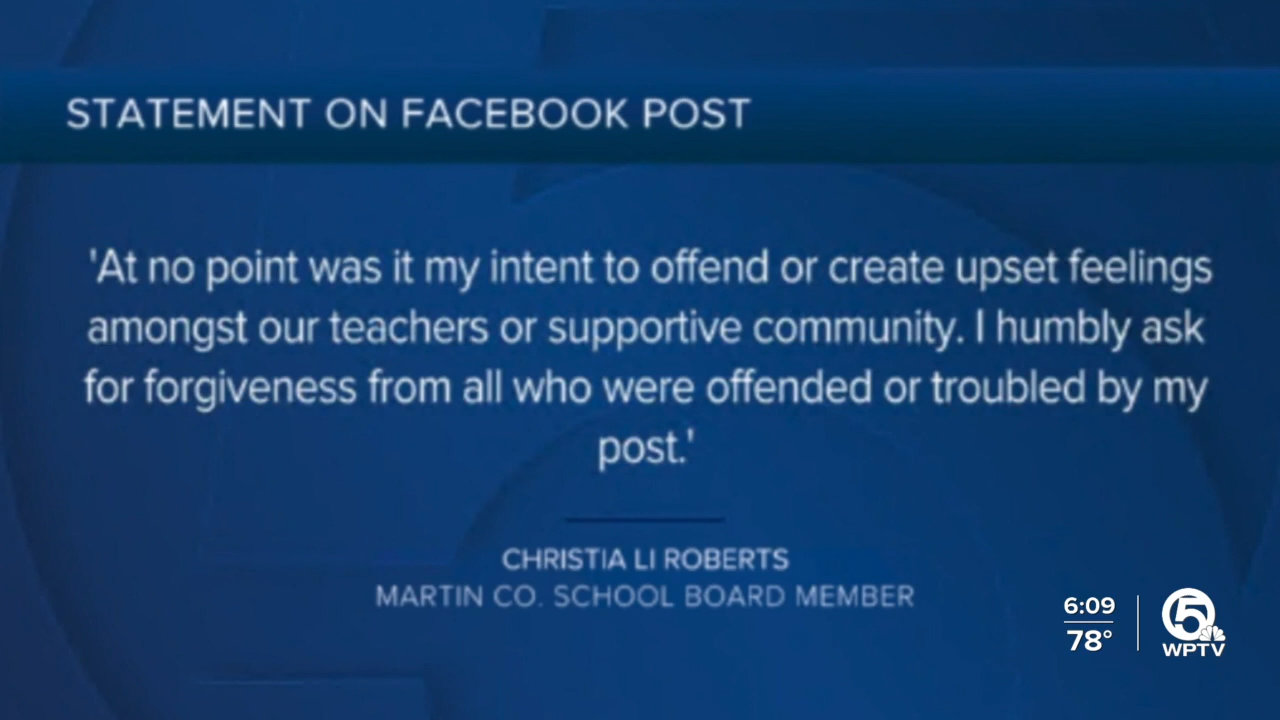 STATEMENT ON FACEBOOK POST
'At no point was it my intent to offend or create upset feelings
amongst our teachers or supportive community. I humbly ask
for forgiveness from all who were offended or troubled by my
post.'
CHRISTIA LI ROBERTS
MARTIN CO. SCHOOL BOARD MEMBER
6:09
78°
5
WPTV